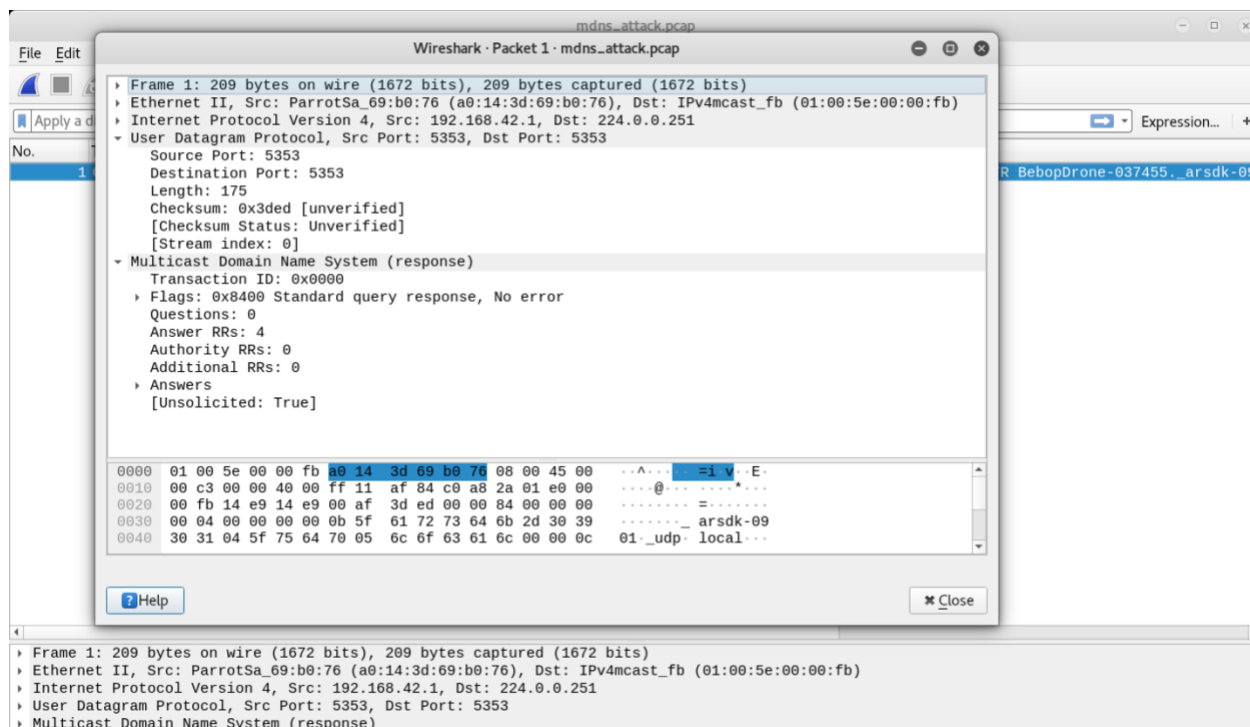 mdns_attack.pcap
File Edit
Wireshark · Packet 1 · mdns_attack.pcap
Frame 1: 209 bytes on wire (1672 bits), 209 bytes captured (1672 bits)
Ethernet II, Src: ParrotSa_69:b0:76 (a0:14:3d:69:b0:76), Dst: IPv4mcast_fb (01:00:5e:00:00:fb)
Internet Protocol Version 4, Src: 192.168.42.1, Dst: 224.0.0.251
User Datagram Protocol, Src Port: 5353, Dst Port: 5353
Source Port: 5353
Destination Port: 5353
Length: 175
Checksum: 0x3ded [unverified]
[Checksum Status: Unverified]
[Stream index: 0]
Multicast Domain Name System (response)
Transaction ID: 0x0000
Flags: 0x8400 Standard query response, No error
Questions: 0
Answer RRs: 4
Authority RRs: 0
Additional RRs: 0
Answers
[Unsolicited: True]
Apply a d
Expression... +
No.
1
R BebopDrone-037455._arsdk-09
0000 01 00 5e 00 00 fb a0 14 3d 69 b0 76 08 00 45 00 ··^····· =i·v··E·
0010 00 c3 00 00 40 00 ff 11 af 84 c0 a8 2a 01 e0 00 ····@··· ····*···
0020 00 fb 14 e9 14 e9 00 af 3d ed 00 00 84 00 00 00 ········ =·······
0030 00 04 00 00 00 00 0b 5f 61 72 73 64 6b 2d 30 39 ·······_ arsdk-09
0040 30 31 04 5f 75 64 70 05 6c 6f 63 61 6c 00 00 0c 01·_udp· local···
Help
Close
Frame 1: 209 bytes on wire (1672 bits), 209 bytes captured (1672 bits)
Ethernet II, Src: ParrotSa_69:b0:76 (a0:14:3d:69:b0:76), Dst: IPv4mcast_fb (01:00:5e:00:00:fb)
Internet Protocol Version 4, Src: 192.168.42.1, Dst: 224.0.0.251
User Datagram Protocol, Src Port: 5353, Dst Port: 5353
Multicast Domain Name System (response)